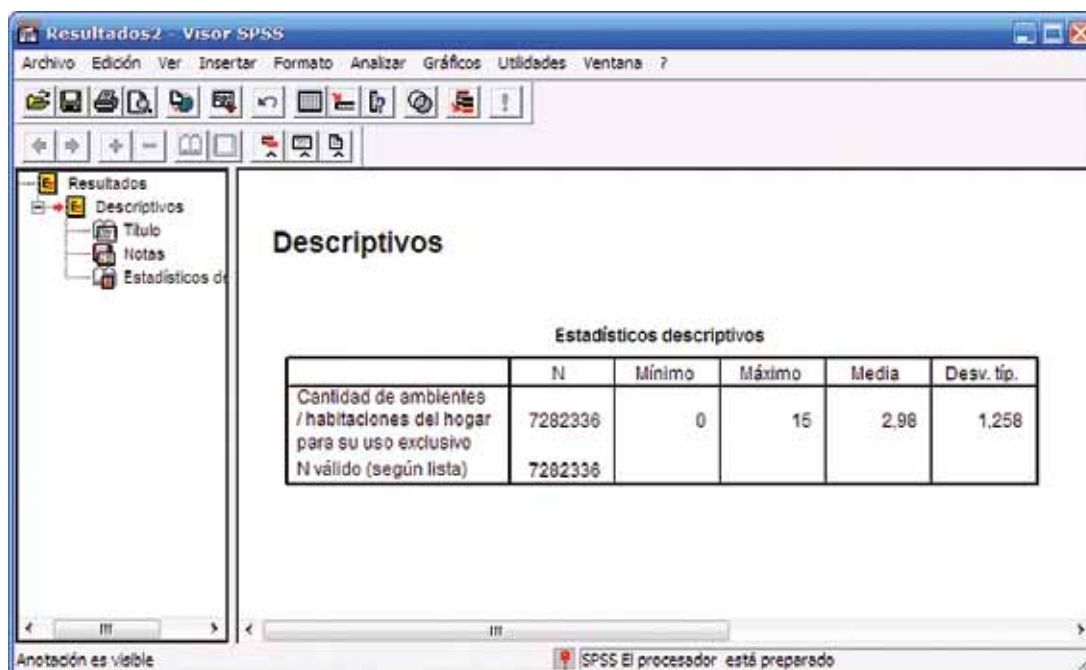 Resultados2 - Visor SPSS
Archivo Edición Ver Insertar Formato Analizar Gráficos Utilidades Ventana ?
Resultados
Descriptivos
Título
Notas
Estadísticos de
Descriptivos
Estadísticos descriptivos
N Mínimo Máximo Media Desv. típ.
Cantidad de ambientes
/ habitaciones del hogar 7282336 0 15 2,98 1,258
para su uso exclusivo
N válido (según lista) 7282336
Anotación es visible SPSS El procesador está preparado